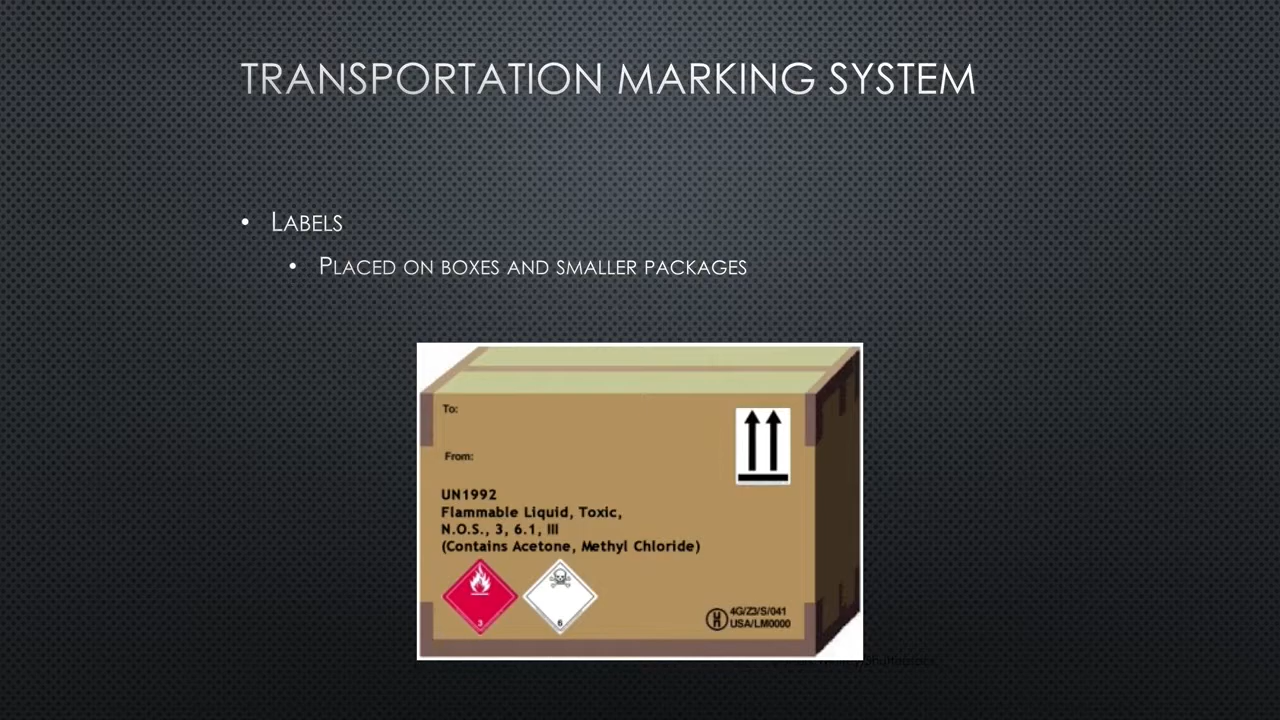 TRANSPORTATION MARKING SYSTEM
• LABELS
• PLACED ON BOXES AND SMALLER PACKAGES
To:
From:
UN1992
Flammable Liquid, Toxic,
N.O.S., 3, 6.1, III
(Contains Acetone, Methyl Chloride)
3
6
4G/Z3/S/041
USA/LM0000